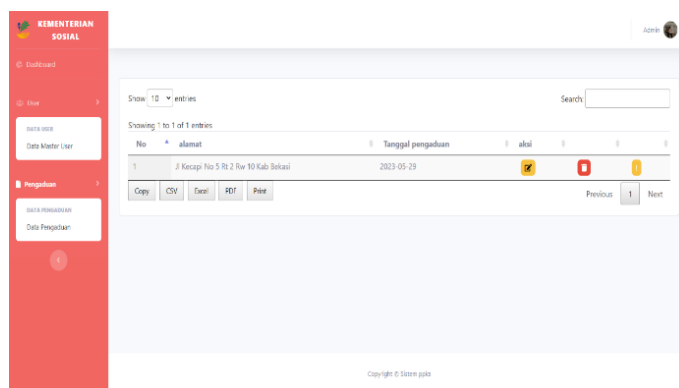 KEMENTERIAN
SOSIAL
Admin
Dashboard
User
DATA USER
Data Master User
Pengaduan
DATA PENGADUAN
Data Pengaduan
Show 10 entries
Search:
Showing 1 to 1 of 1 entries
No alamat Tanggal pengaduan aksi
1 Jl Kecapi No 5 Rt 2 Rw 10 Kab Bekasi 2023-05-29
Copy CSV Excel PDF Print
Previous 1 Next
Copyright © Sistem